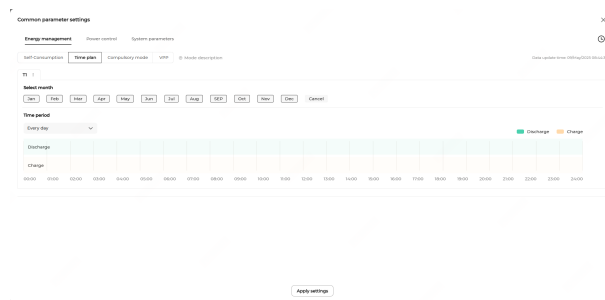 Common parameter settings
Energy management Power control System parameters
Self-Consumption Time plan Compulsory mode VPP Mode description
T1
Select month
Jan Feb Mar Apr May Jun Jul Aug SEP Oct Nov Dec Cancel
Time period
Every day
Discharge Charge
Discharge
Charge
00:00 01:00 02:00 03:00 04:00 05:00 06:00 07:00 08:00 09:00 10:00 11:00 12:00 13:00 14:00 15:00 16:00 17:00 18:00 19:00 20:00 21:00 22:00 23:00 24:00
Apply settings